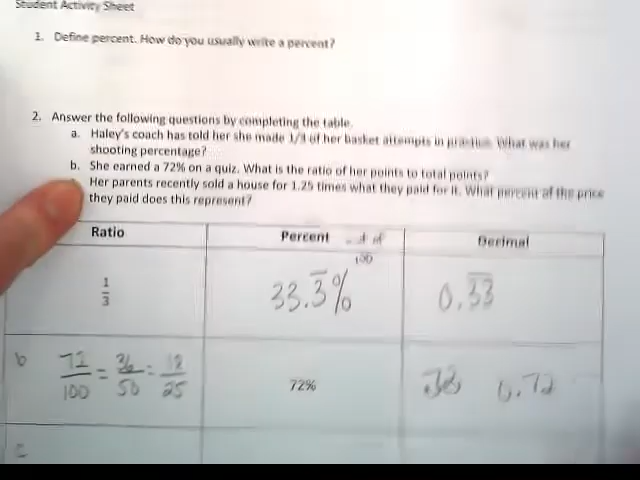 Student Activity Sheet
1. Define percent. How do you usually write a percent?
2. Answer the following questions by completing the table.
a. Haley's coach has told her she made 1/3 of her basket attempts in practice. What was her
shooting percentage?
b. She earned a 72% on a quiz. What is the ratio of her points to total points?
Her parents recently sold a house for 1.25 times what they paid for it. What percent of the price
they paid does this represent?
Ratio Percent out of 100 Decimal
1/3 33.3̅% 0.3̅3̅
b 72/100 = 36/50 = 18/25 72% 0.72
c